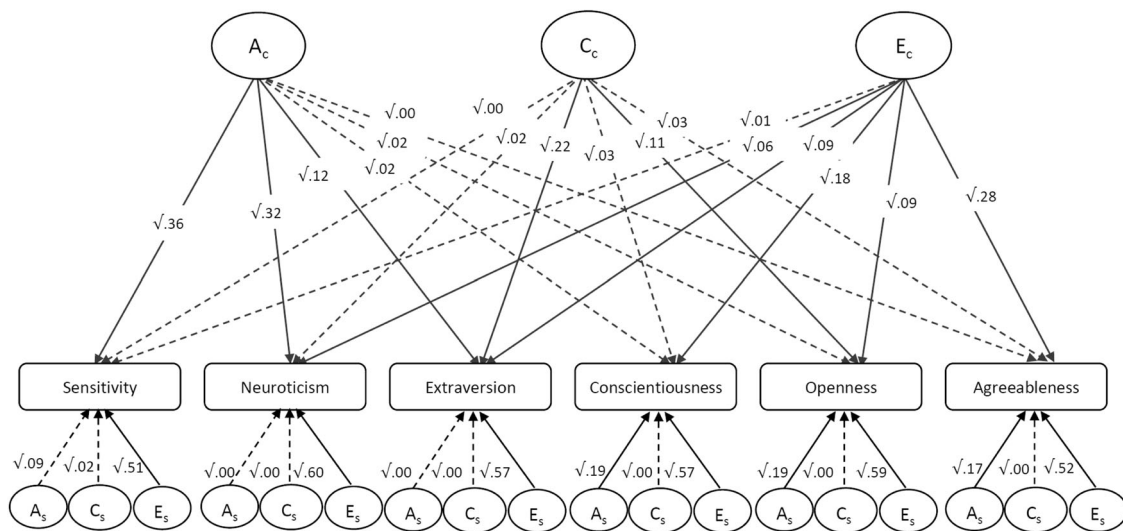 Ac Cc Ec
√.00 √.00 √.03 √.01
√.02 √.02 √.22 √.11 √.06 √.09
√.02 √.03 √.18
√.12 √.28
√.36 √.32 √.09
Sensitivity Neuroticism Extraversion Conscientiousness Openness Agreeableness
√.09 √.02 √.51 √.00 √.00 √.60 √.00 √.00 √.57 √.19 √.00 √.57 √.19 √.00 √.59 √.17 √.00 √.52
As Cs Es As Cs Es As Cs Es As Cs Es As Cs Es As Cs Es